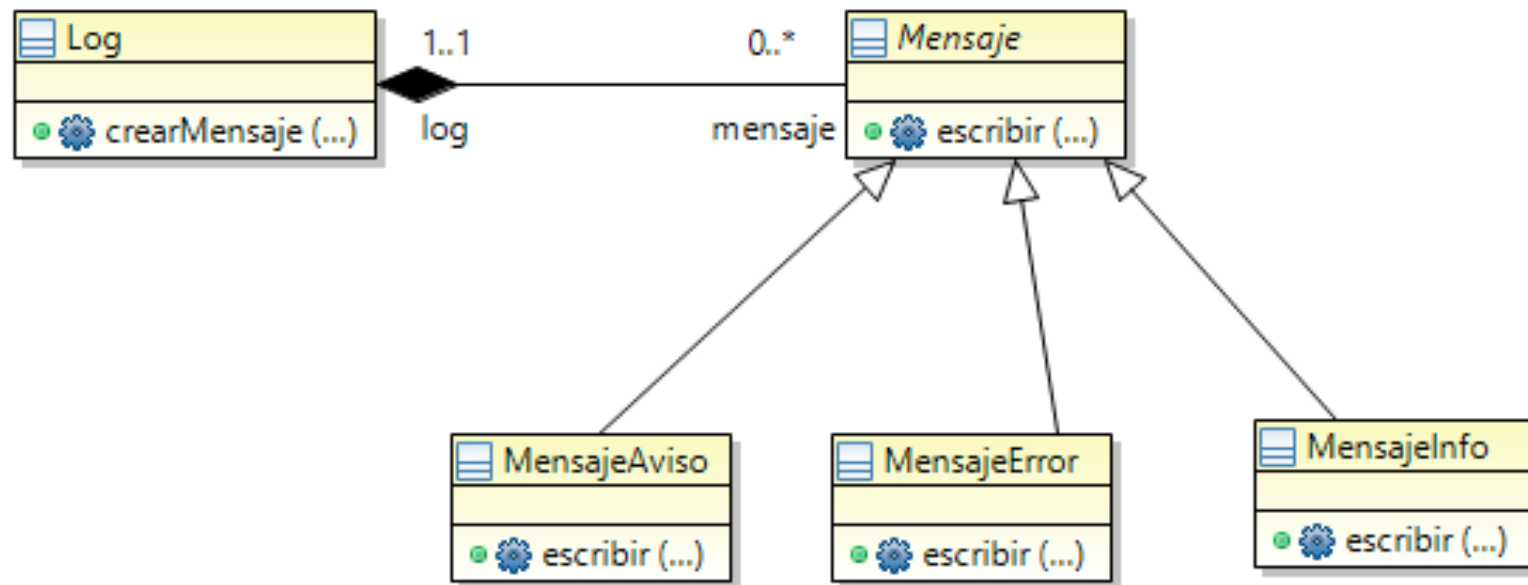 Log
1..1
0..*
Mensaje
crearMensaje (...)
log
mensaje
escribir (...)
MensajeAviso
MensajeError
MensajeInfo
escribir (...)
escribir (...)
escribir (...)